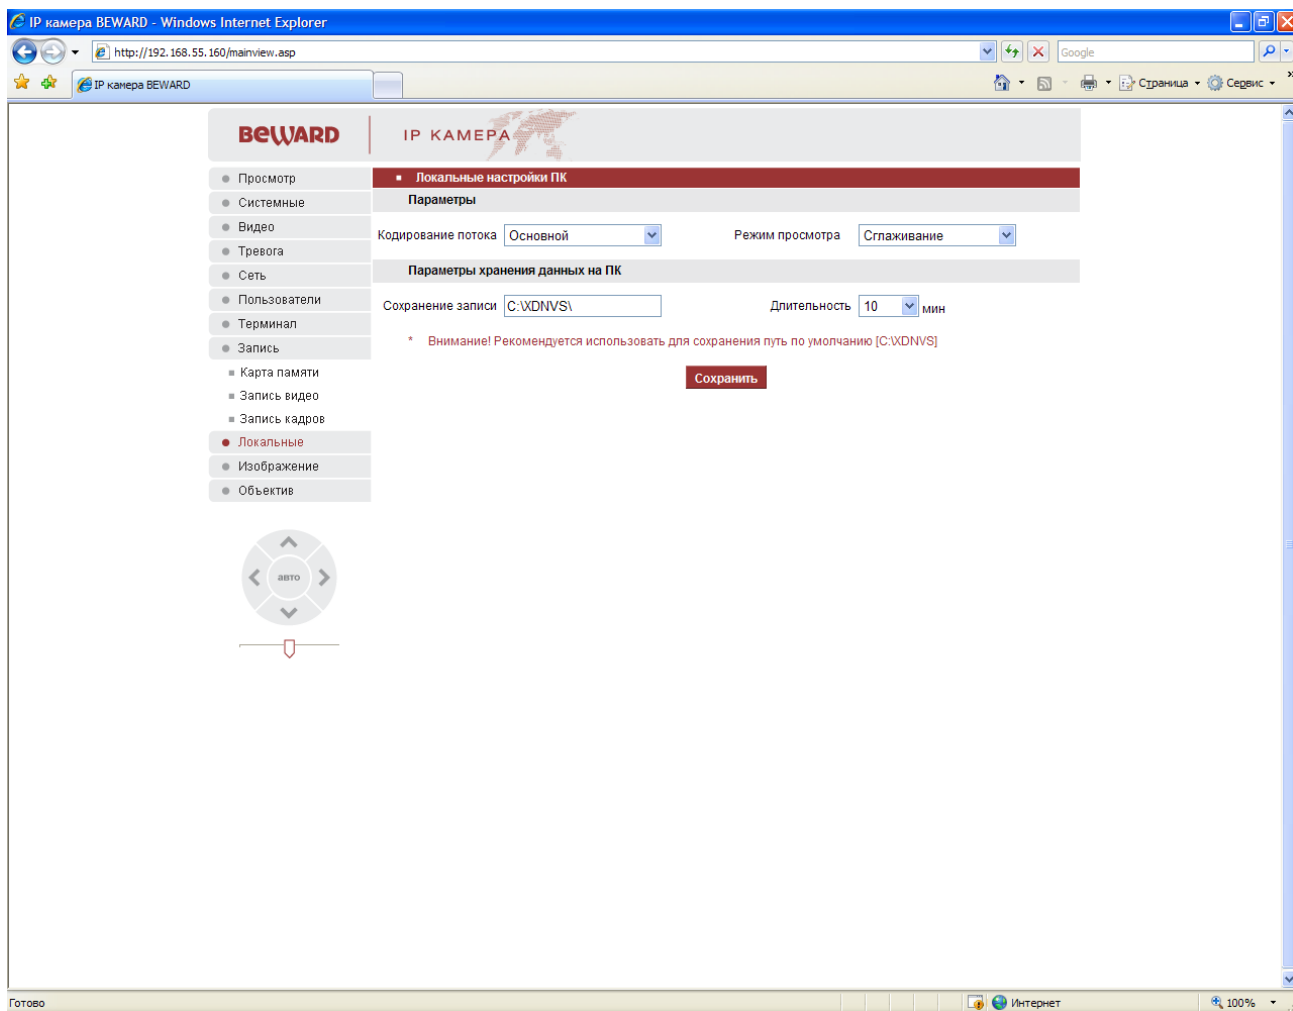 IP камера BEWARD - Windows Internet Explorer
http://192.168.55.160/mainview.asp
Google
IP камера BEWARD
Страница
Сервис
BEWARD
IP КАМЕРА
Просмотр
Системные
Видео
Тревога
Сеть
Пользователи
Терминал
Запись
Карта памяти
Запись видео
Запись кадров
Локальные
Изображение
Объектив
авто
Локальные настройки ПК
Параметры
Кодирование потока Основной Режим просмотра Сглаживание
Параметры хранения данных на ПК
Сохранение записи C:\XDNVS\ Длительность 10 мин
* Внимание! Рекомендуется использовать для сохранения путь по умолчанию [C:\XDNVS]
Сохранить
Готово
Интернет
100%